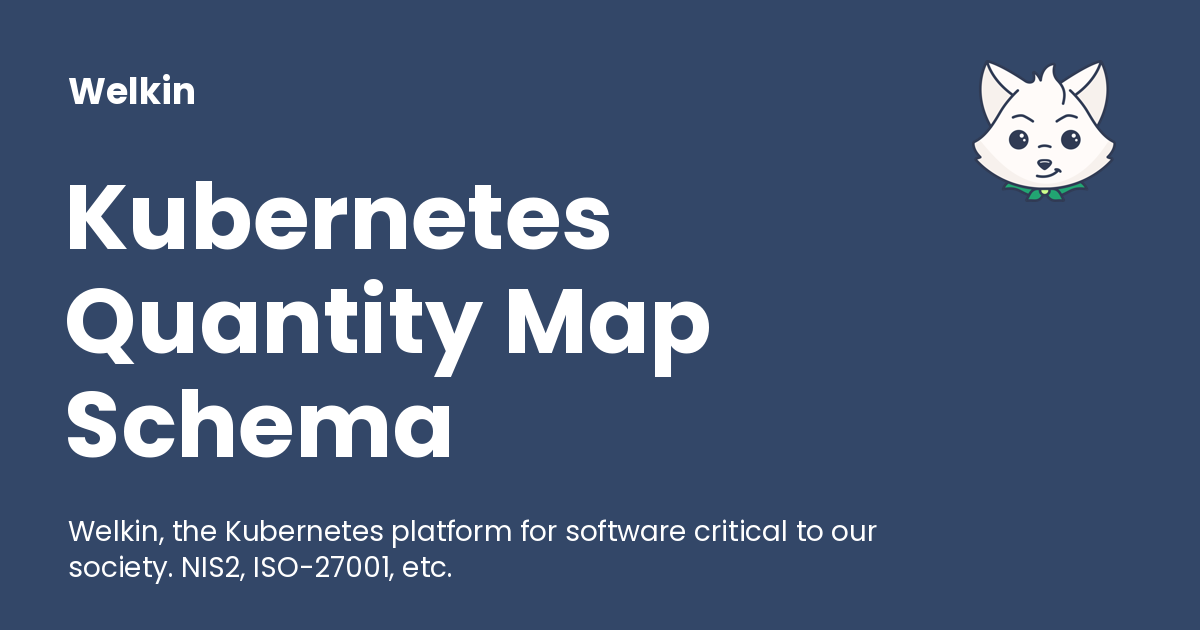 Welkin
Kubernetes
Quantity Map
Schema
Welkin, the Kubernetes platform for software critical to our
society. NIS2, ISO-27001, etc.